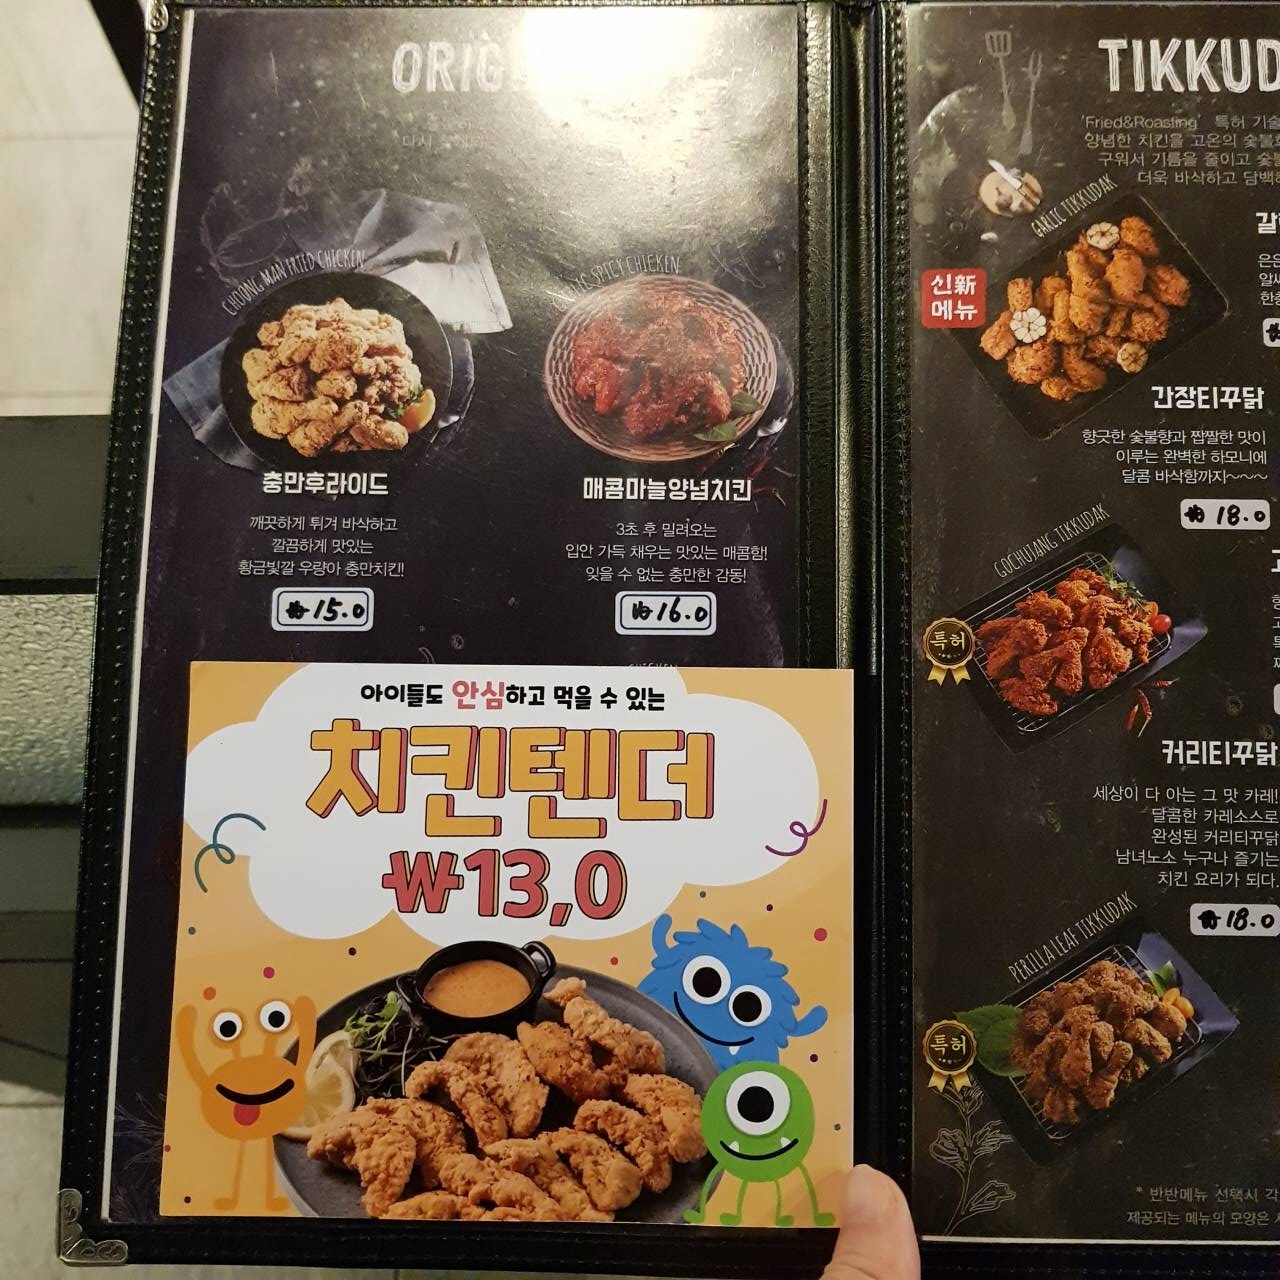 ORIG
CHOONG MAN FRIED CHICKEN
충만후라이드
깨끗하게 튀겨 바삭하고
깔끔하게 맛있는
황금빛깔 우량아 충만치킨!
₩15.0
SPICY CHICKEN
매콤마늘양념치킨
3초 후 밀려오는
입안 가득 채우는 맛있는 매콤함!
잊을 수 없는 충만한 감동!
₩16.0
CHICKEN
아이들도 안심하고 먹을 수 있는
치킨텐더
₩13,0
TIKKUD
'Fried&Roasting' 특허 기술
양념한 치킨을 고온의 숯불
구워서 기름을 줄이고 숯
더욱 바삭하고 담백
GARLIC TIKKUDAK
신新
메뉴
은은
간장티꾸닭
향긋한 숯불향과 짭짤한 맛이
이루는 완벽한 하모니에
달콤 바삭함까지~~~
₩18.0
GOCHUJANG TIKKUDAK
특허
커리티꾸닭
세상이 다 아는 그 맛 카레!
달콤한 카레소스로
완성된 커리티꾸닭
남녀노소 누구나 즐기는
치킨 요리가 되다.
₩18.0
PERILLA LEAF TIKKUDAK
특허
* 반반메뉴 선택시 각
제공되는 메뉴의 모양은